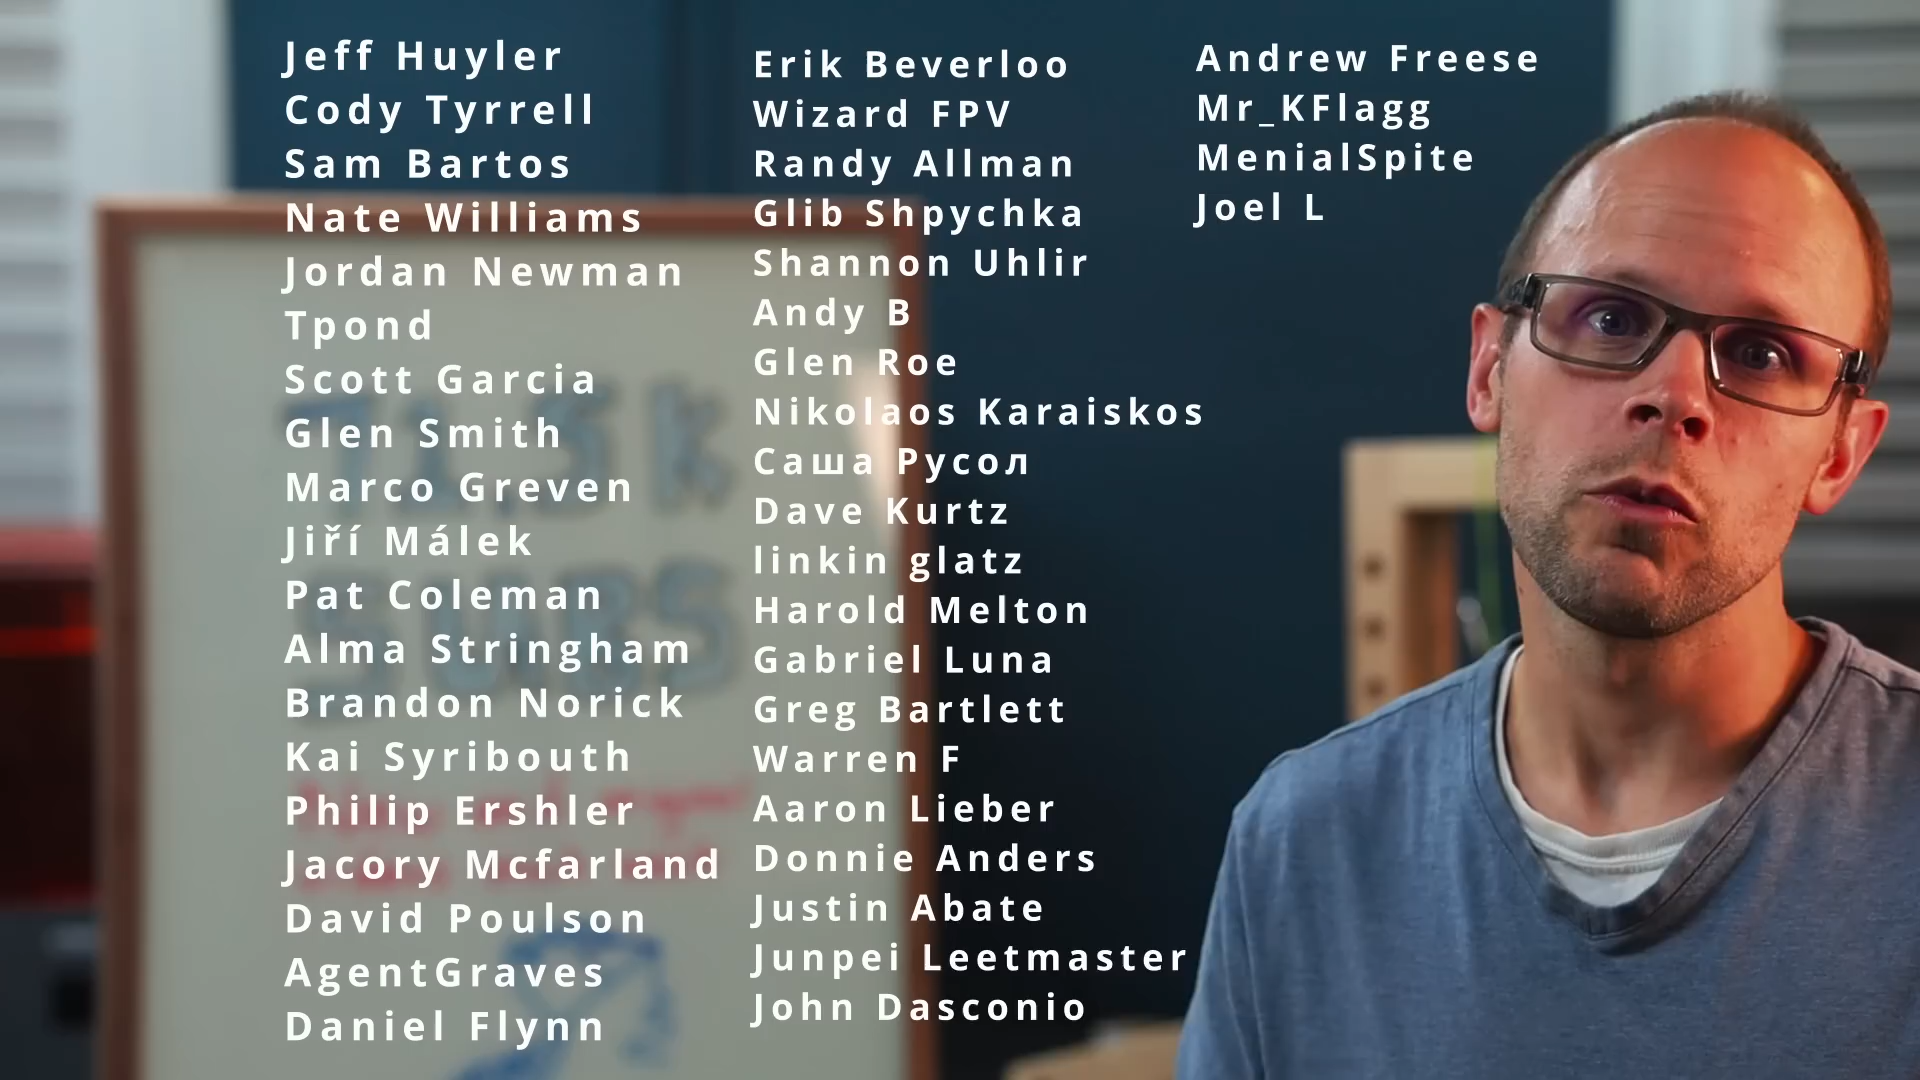 Jeff Huyler
Cody Tyrrell
Sam Bartos
Nate Williams
Jordan Newman
Tpond
Scott Garcia
Glen Smith
Marco Greven
Jiří Málek
Pat Coleman
Alma Stringham
Brandon Norick
Kai Syribouth
Philip Ershler
Jacory Mcfarland
David Poulson
AgentGraves
Daniel Flynn
Erik Beverloo
Wizard FPV
Randy Allman
Glib Shpychka
Shannon Uhlir
Andy B
Glen Roe
Nikolaos Karaiskos
Саша Русол
Dave Kurtz
linkin glatz
Harold Melton
Gabriel Luna
Greg Bartlett
Warren F
Aaron Lieber
Donnie Anders
Justin Abate
Junpei Leetmaster
John Dasconio
Andrew Freese
Mr_KFlagg
MenialSpite
Joel L